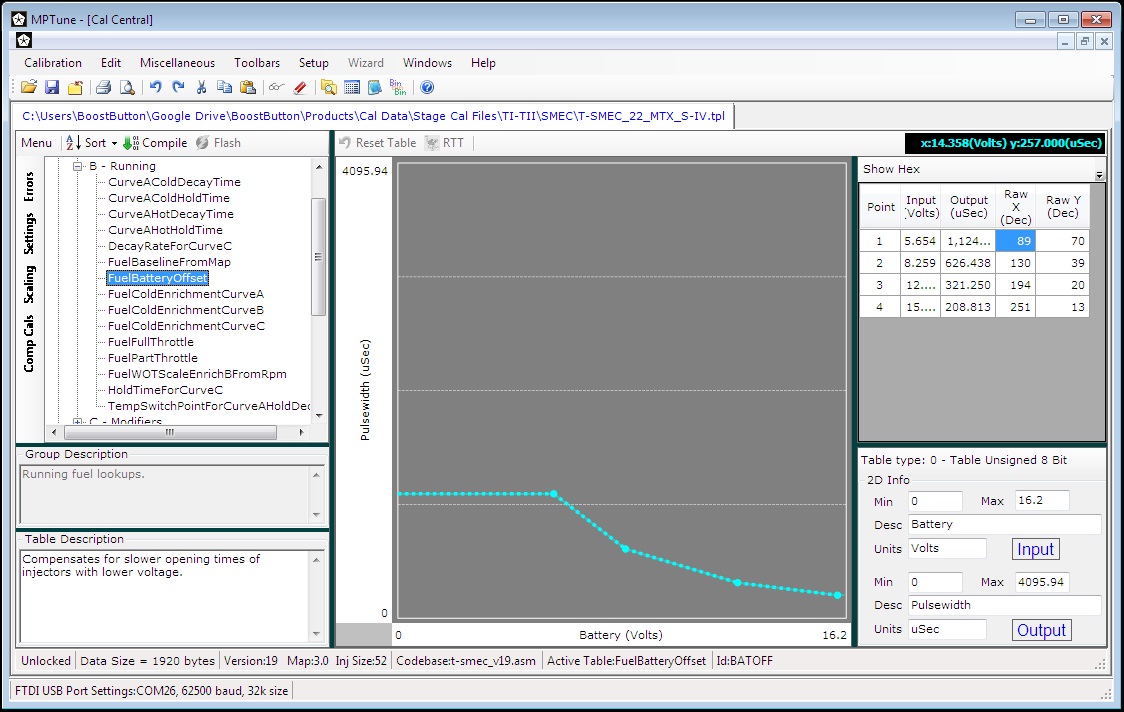 MPTune - [Cal Central]
Calibration Edit Miscellaneous Toolbars Setup Wizard Windows Help
C:\Users\BoostButton\Google Drive\BoostButton\Products\Cal Data\Stage Cal Files\TI-TII\SMEC\T-SMEC_22_MTX_S-IV.tpl
Menu Sort Compile Flash
Errors
Settings
Scaling
Comp Cals
B - Running
CurveAColdDecayTime
CurveAColdHoldTime
CurveAHotDecayTime
CurveAHotHoldTime
DecayRateForCurveC
FuelBaselineFromMap
FuelBatteryOffset
FuelColdEnrichmentCurveA
FuelColdEnrichmentCurveB
FuelColdEnrichmentCurveC
FuelFullThrottle
FuelPartThrottle
FuelWOTScaleEnrichBFromRpm
HoldTimeForCurveC
TempSwitchPointForCurveAHoldDec
C - Modifiers
Group Description
Running fuel lookups.
Table Description
Compensates for slower opening times of
injectors with lower voltage.
Reset Table RTT
x:14.358(Volts) y:257.000(uSec)
4095.94
Pulsewidth (uSec)
0
0 Battery (Volts) 16.2
Show Hex
Point Input (Volts) Output (uSec) Raw X (Dec) Raw Y (Dec)
1 5.654 1,124... 89 70
2 8.259 626.438 130 39
3 12.... 321.250 194 20
4 15.... 208.813 251 13
Table type: 0 - Table Unsigned 8 Bit
2D Info
Min 0 Max 16.2
Desc Battery
Units Volts Input
Min 0 Max 4095.94
Desc Pulsewidth
Units uSec Output
Unlocked Data Size = 1920 bytes Version:19 Map:3.0 Inj Size:52 Codebase:t-smec_v19.asm Active Table:FuelBatteryOffset Id:BATOFF
FTDI USB Port Settings:COM26, 62500 baud, 32k size